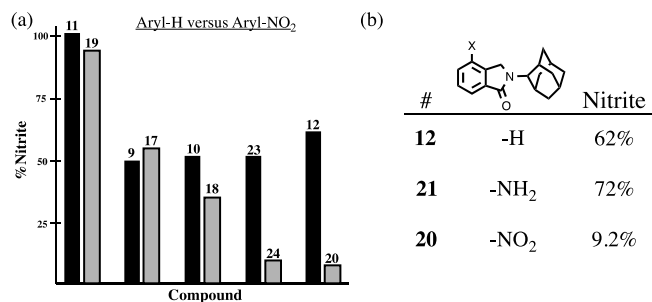 (a)
Aryl-H versus Aryl-NO2
%Nitrite
100
75
50
25
11
19
9
17
10
18
23
24
12
20
Compound
(b)
X
N
O
# Nitrite
12 -H 62%
21 -NH2 72%
20 -NO2 9.2%